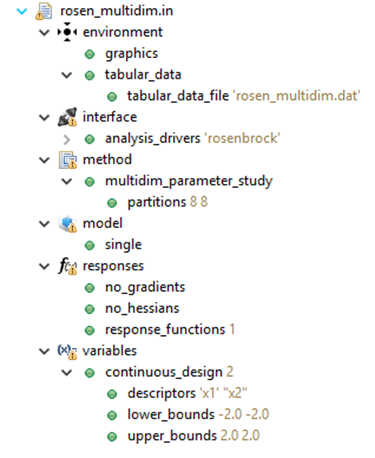 rosen_multidim.in
environment
graphics
tabular_data
tabular_data_file 'rosen_multidim.dat'
interface
analysis_drivers 'rosenbrock'
method
multidim_parameter_study
partitions 8 8
model
single
responses
no_gradients
no_hessians
response_functions 1
variables
continuous_design 2
descriptors 'x1' "x2"
lower_bounds -2.0 -2.0
upper_bounds 2.0 2.0